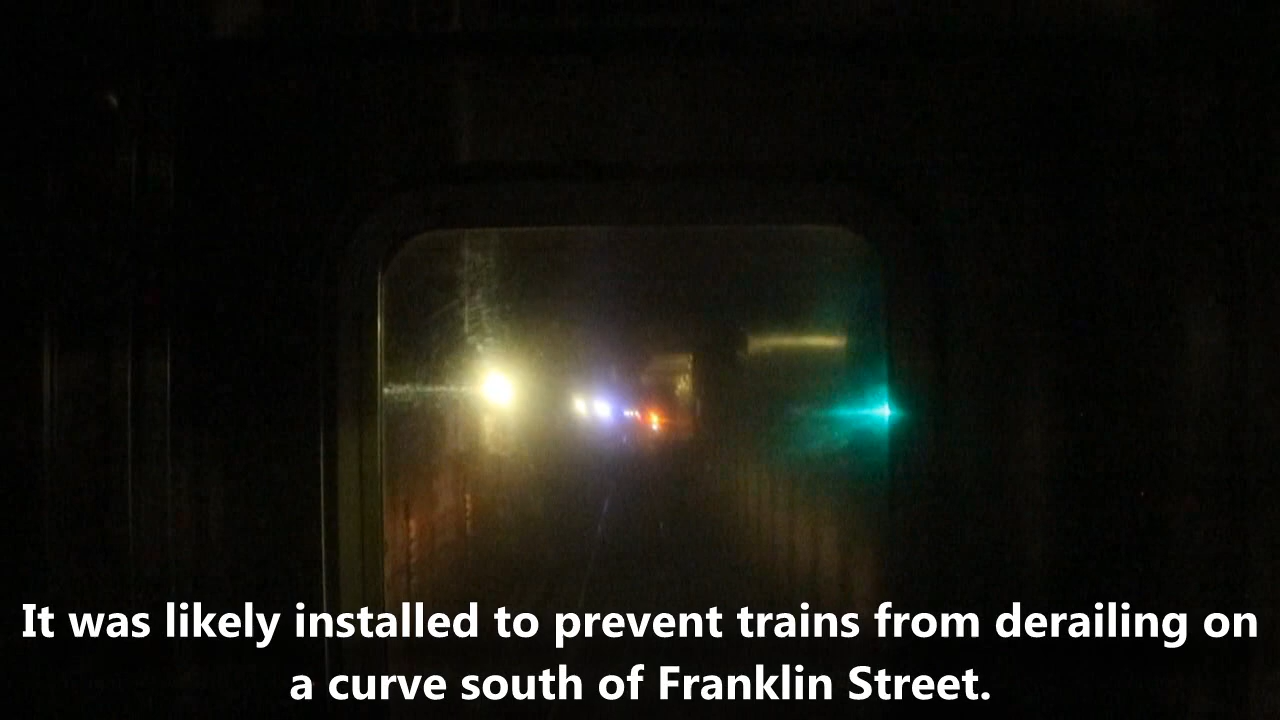 It was likely installed to prevent trains from derailing on
a curve south of Franklin Street.